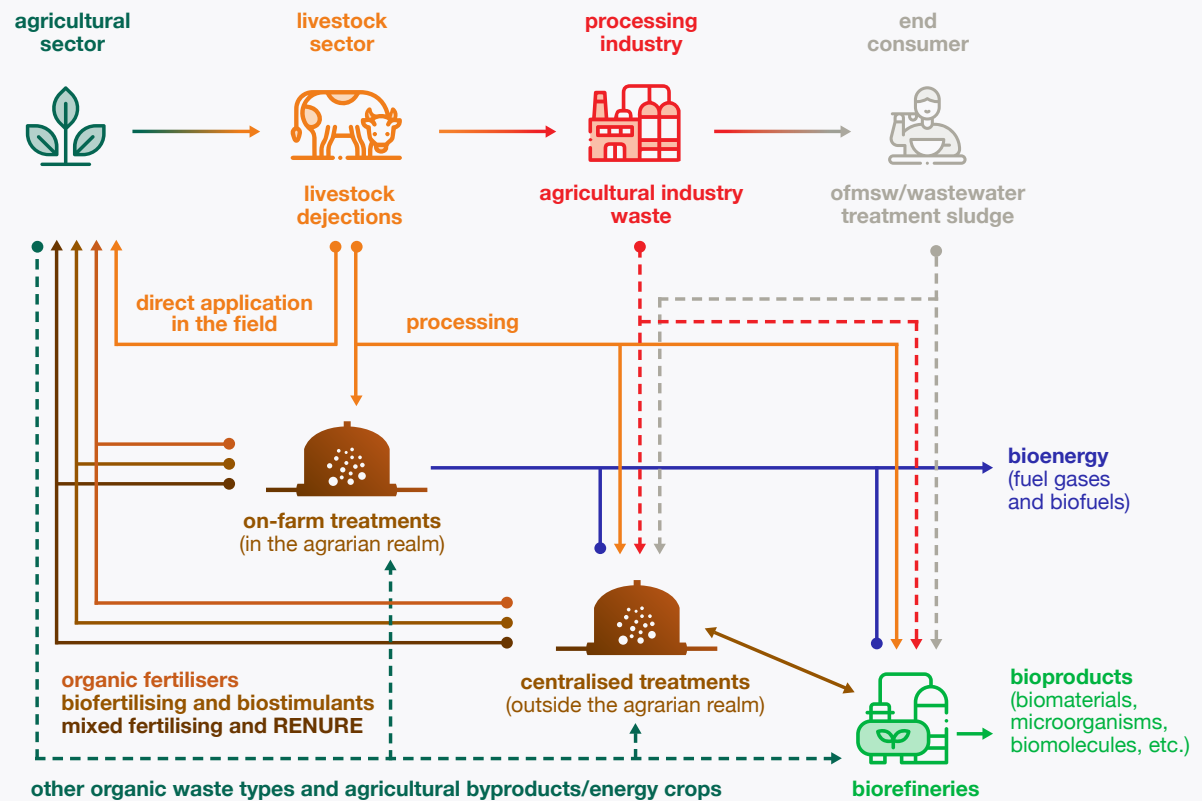 agricultural
sector
livestock
sector
processing
industry
end
consumer
livestock
dejections
agricultural industry
waste
ofmsw/wastewater
treatment sludge
direct application
in the field
processing
bioenergy
(fuel gases
and biofuels)
on-farm treatments
(in the agrarian realm)
organic fertilisers
biofertilising and biostimulants
mixed fertilising and RENURE
centralised treatments
(outside the agrarian realm)
bioproducts
(biomaterials,
microorganisms,
biomolecules, etc.)
other organic waste types and agricultural byproducts/energy crops
biorefineries